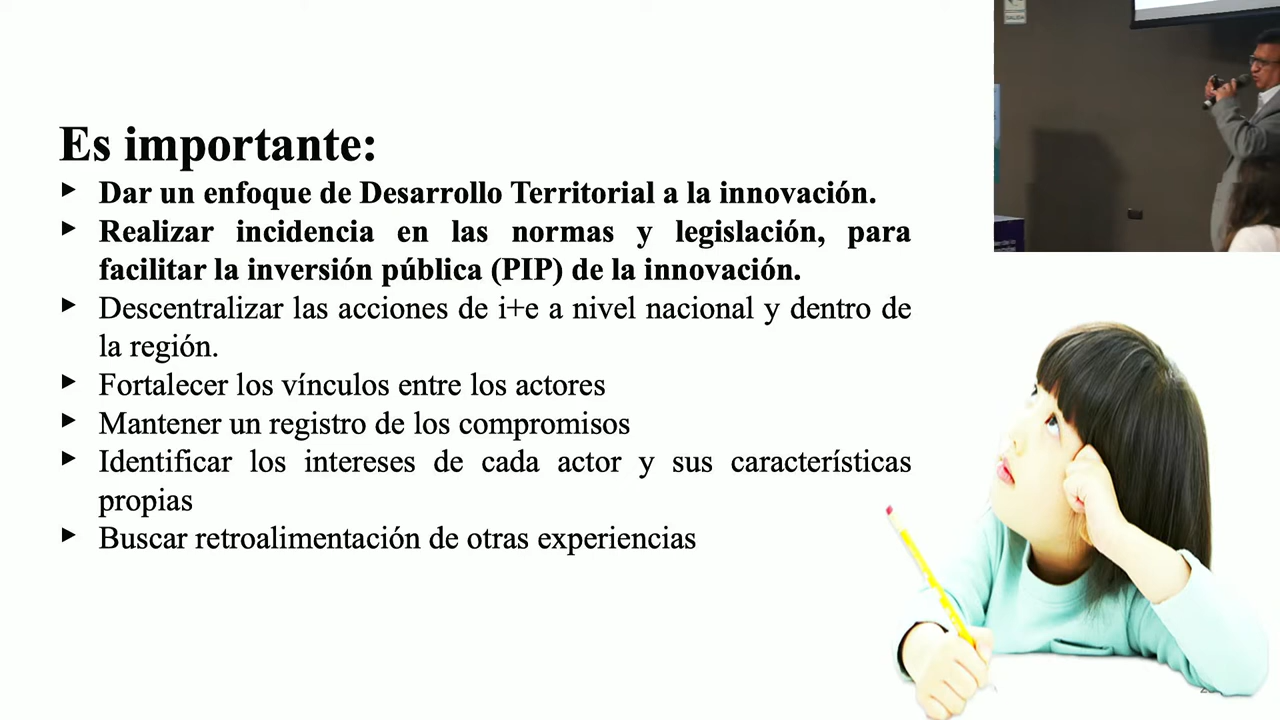 Es importante:
Dar un enfoque de Desarrollo Territorial a la innovación.
Realizar incidencia en las normas y legislación, para
facilitar la inversión pública (PIP) de la innovación.
Descentralizar las acciones de i+e a nivel nacional y dentro de
la región.
Fortalecer los vínculos entre los actores
Mantener un registro de los compromisos
Identificar los intereses de cada actor y sus características
propias
Buscar retroalimentación de otras experiencias